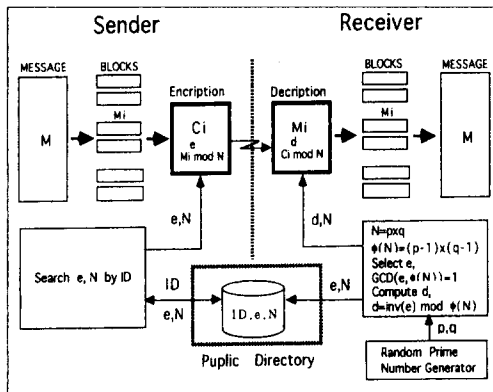 Sender
Receiver
MESSAGE
BLOCKS
Encription
Decription
BLOCKS
MESSAGE
M
Mi
Ci
e
Mi mod N
Mi
d
Ci mod N
Mi
M
e,N
d,N
N=pxq
φ(N)=(p-1)x(q-1)
Select e,
GCD(e,φ(N))=1
Compute d,
d=inv(e) mod φ(N)
Search e,N by ID
ID
e,N
ID,e,N
e,N
Puplic Directory
p,q
Random Prime
Number Generator